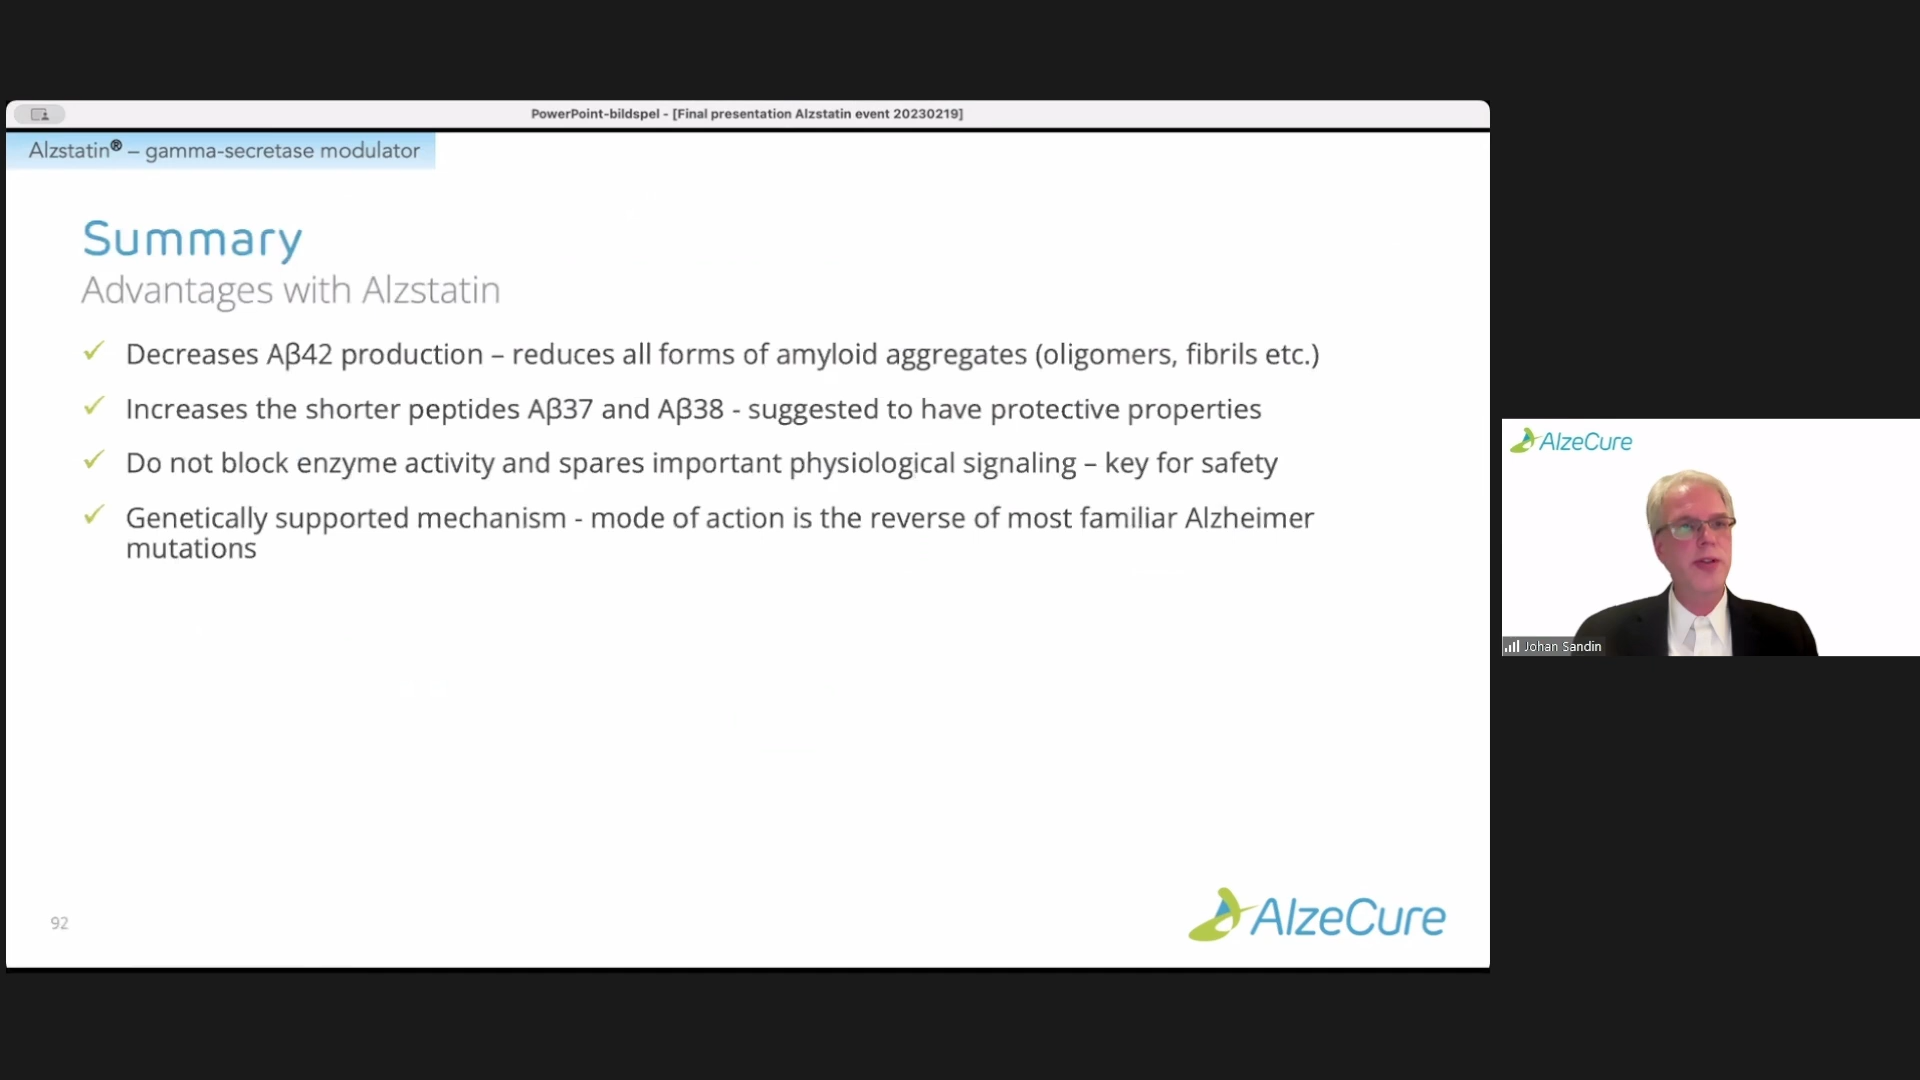 PowerPoint-bildspel - [Final presentation Alzstatin event 20230219]
Alzstatin® – gamma-secretase modulator
Summary
Advantages with Alzstatin
✓ Decreases Aβ42 production – reduces all forms of amyloid aggregates (oligomers, fibrils etc.)
✓ Increases the shorter peptides Aβ37 and Aβ38 - suggested to have protective properties
✓ Do not block enzyme activity and spares important physiological signaling – key for safety
✓ Genetically supported mechanism - mode of action is the reverse of most familiar Alzheimer
mutations
92
AlzeCure
AlzeCure
Johan Sandin